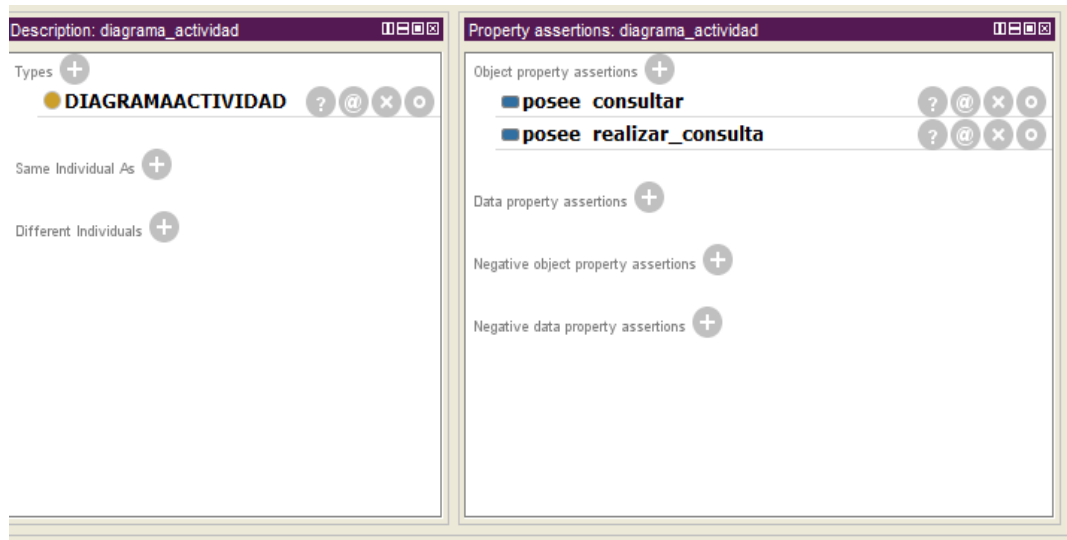 Description: diagrama_actividad
Types
DIAGRAMAACTIVIDAD
Same Individual As
Different Individuals
Property assertions: diagrama_actividad
Object property assertions
posee consultar
posee realizar_consulta
Data property assertions
Negative object property assertions
Negative data property assertions